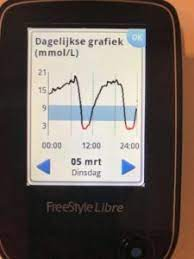 Dagelijkse grafiek
(mmol/L)
OK
21
15
9
3
00:00 12:00 24:00
05 mrt
Dinsdag
FreeStyle Libre